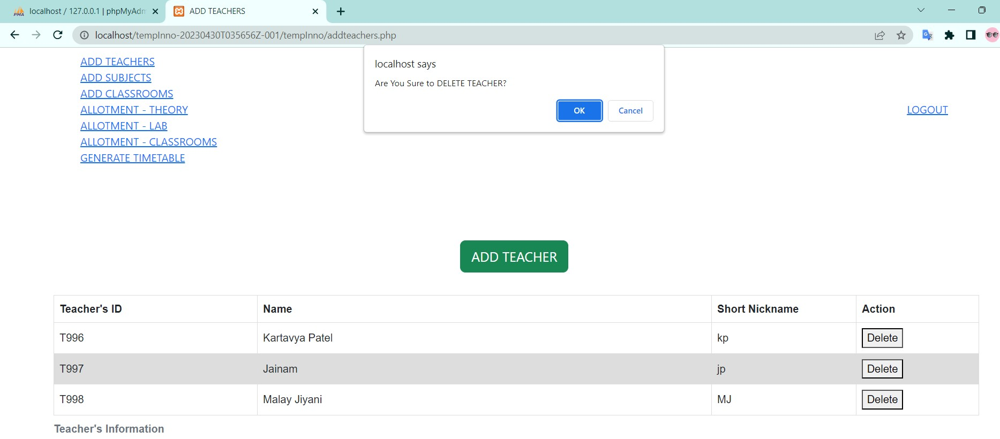 localhost / 127.0.0.1 | phpMyAdm
ADD TEACHERS
localhost/tempInno-20230430T035656Z-001/tempInno/addteachers.php
localhost says
Are You Sure to DELETE TEACHER?
OK Cancel
ADD TEACHERS
ADD SUBJECTS
ADD CLASSROOMS
ALLOTMENT - THEORY
ALLOTMENT - LAB
ALLOTMENT - CLASSROOMS
GENERATE TIMETABLE
LOGOUT
ADD TEACHER
Teacher's ID Name Short Nickname Action
T996 Kartavya Patel kp Delete
T997 Jainam jp Delete
T998 Malay Jiyani MJ Delete
Teacher's Information